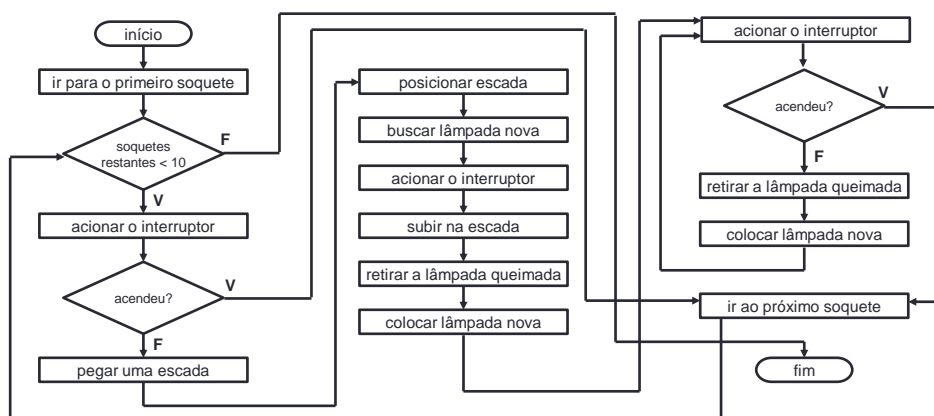 início
ir para o primeiro soquete
soquetes
restantes < 10
F
V
acionar o interruptor
acendeu?
V
F
pegar uma escada
posicionar escada
buscar lâmpada nova
acionar o interruptor
subir na escada
retirar a lâmpada queimada
colocar lâmpada nova
acionar o interruptor
acendeu?
V
F
retirar a lâmpada queimada
colocar lâmpada nova
ir ao próximo soquete
fim